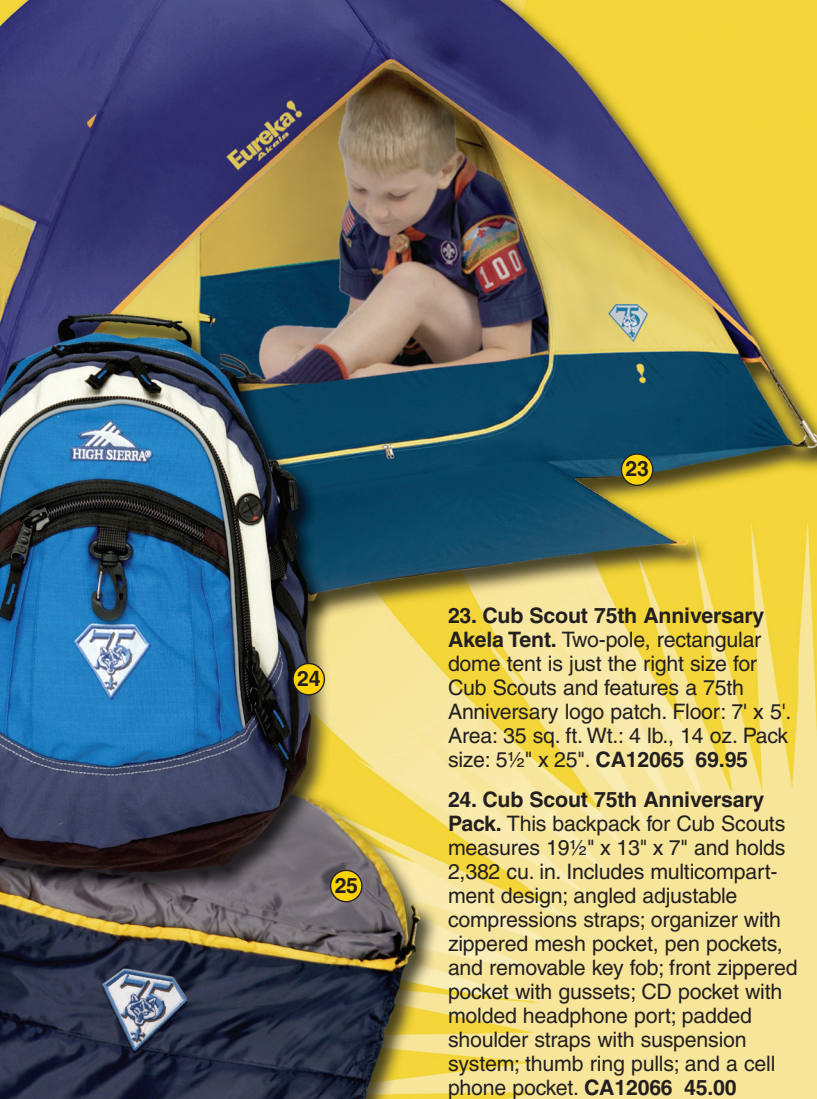 Eureka!
Akela
100
75
HIGH SIERRA®
23
75
24
25
75
23. Cub Scout 75th Anniversary
Akela Tent. Two-pole, rectangular
dome tent is just the right size for
Cub Scouts and features a 75th
Anniversary logo patch. Floor: 7' x 5'.
Area: 35 sq. ft. Wt.: 4 lb., 14 oz. Pack
size: 5½" x 25". CA12065 69.95
24. Cub Scout 75th Anniversary
Pack. This backpack for Cub Scouts
measures 19½" x 13" x 7" and holds
2,382 cu. in. Includes multicompart-
ment design; angled adjustable
compressions straps; organizer with
zippered mesh pocket, pen pockets,
and removable key fob; front zippered
pocket with gussets; CD pocket with
molded headphone port; padded
shoulder straps with suspension
system; thumb ring pulls; and a cell
phone pocket. CA12066 45.00